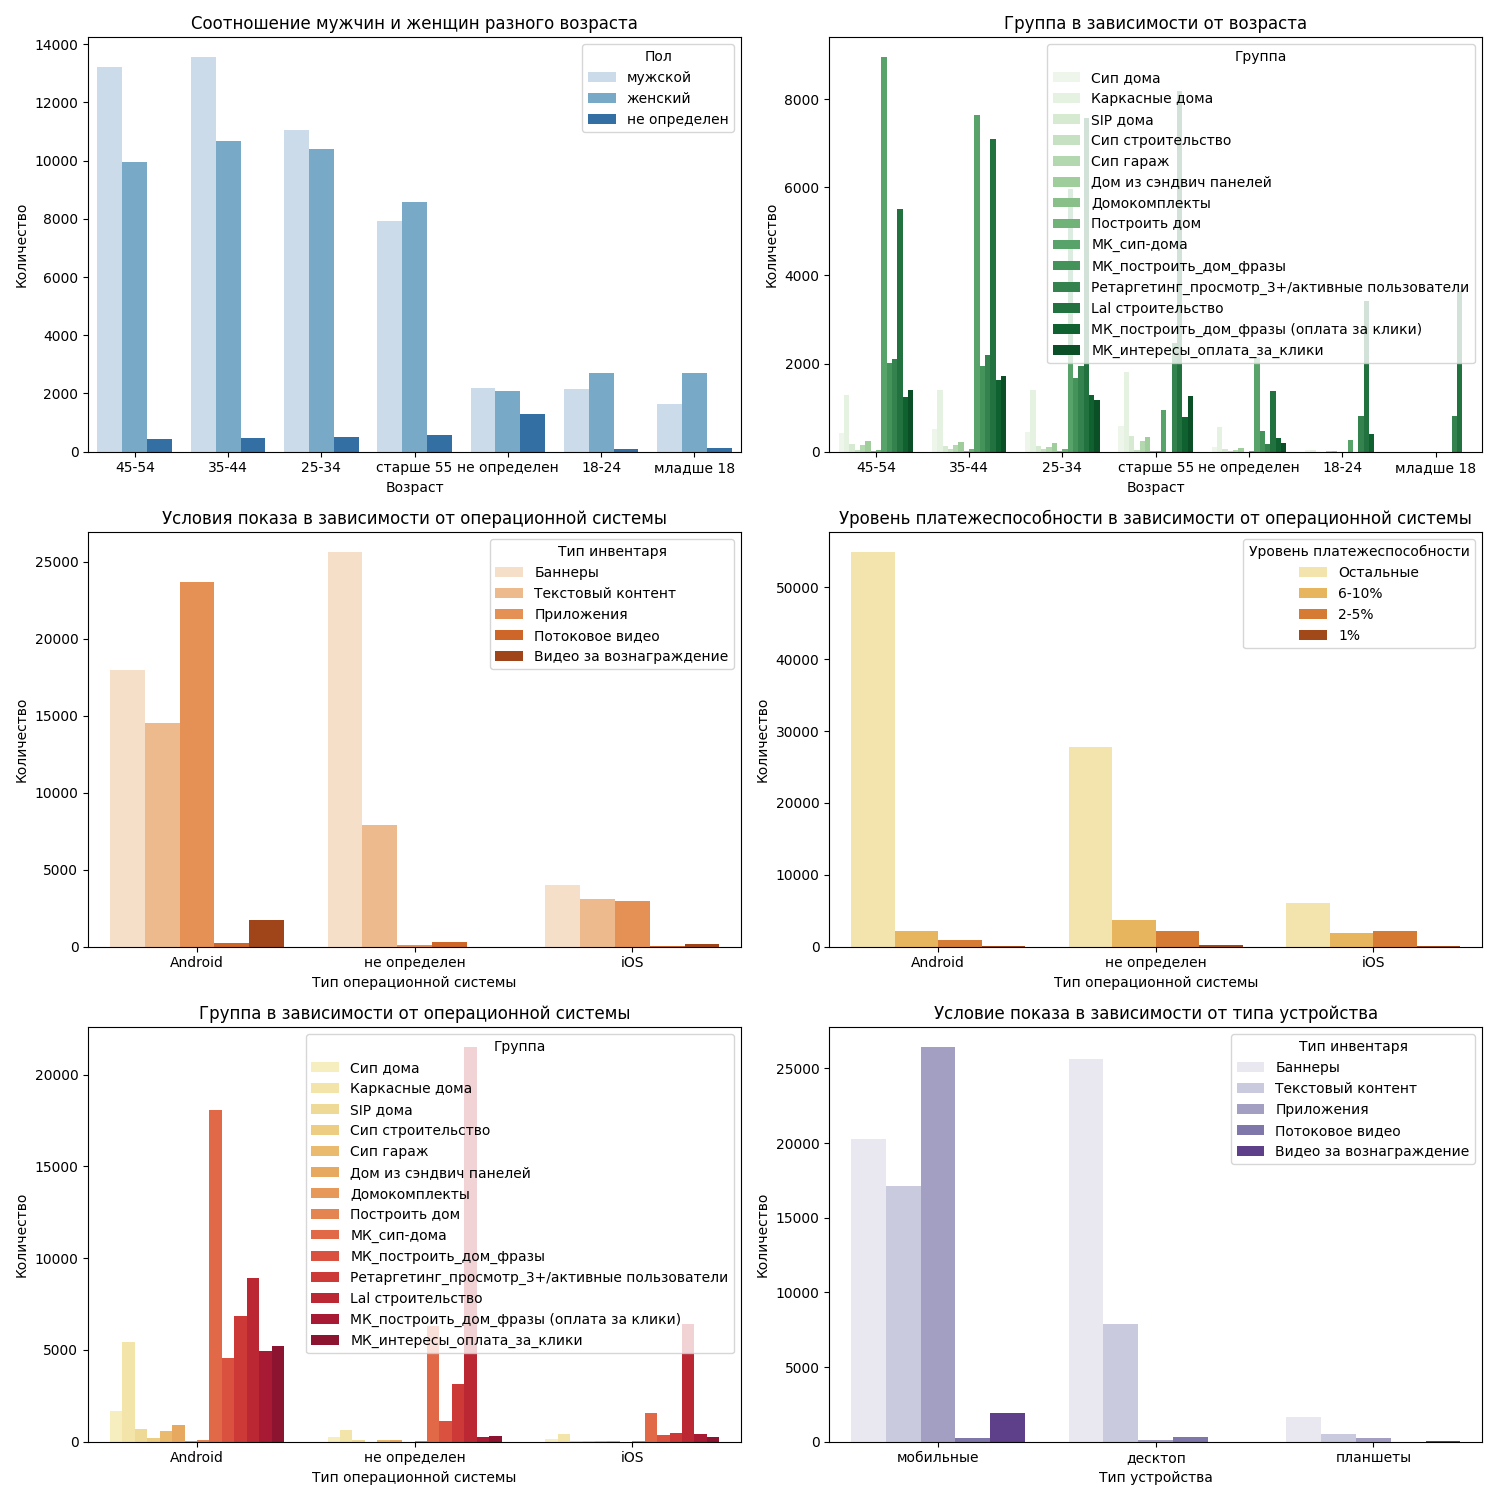 Соотношение мужчин и женщин разного возраста
Количество
14000
12000
10000
8000
6000
4000
2000
0
Пол
мужской
женский
не определен
45-54
35-44
25-34
старше 55
не определен
18-24
младше 18
Возраст
Группа в зависимости от возраста
Количество
8000
6000
4000
2000
0
Группа
Сип дома
Каркасные дома
SIP дома
Сип строительство
Сип гараж
Дом из сэндвич панелей
Домокомплекты
Построить дом
МК_сип-дома
МК_построить_дом_фразы
Ретаргетинг_просмотр_3+/активные пользователи
Lal строительство
МК_построить_дом_фразы (оплата за клики)
МК_интересы_оплата_за_клики
45-54
35-44
25-34
старше 55
не определен
18-24
младше 18
Возраст
Условия показа в зависимости от операционной системы
Количество
25000
20000
15000
10000
5000
0
Тип инвентаря
Баннеры
Текстовый контент
Приложения
Потоковое видео
Видео за вознаграждение
Android
не определен
iOS
Тип операционной системы
Уровень платежеспособности в зависимости от операционной системы
Количество
50000
40000
30000
20000
10000
0
Уровень платежеспособности
Остальные
6-10%
2-5%
1%
Android
не определен
iOS
Тип операционной системы
Группа в зависимости от операционной системы
Количество
20000
15000
10000
5000
0
Группа
Сип дома
Каркасные дома
SIP дома
Сип строительство
Сип гараж
Дом из сэндвич панелей
Домокомплекты
Построить дом
МК_сип-дома
МК_построить_дом_фразы
Ретаргетинг_просмотр_3+/активные пользователи
Lal строительство
МК_построить_дом_фразы (оплата за клики)
МК_интересы_оплата_за_клики
Android
не определен
iOS
Тип операционной системы
Условие показа в зависимости от типа устройства
Количество
25000
20000
15000
10000
5000
0
Тип инвентаря
Баннеры
Текстовый контент
Приложения
Потоковое видео
Видео за вознаграждение
мобильные
десктоп
планшеты
Тип устройства